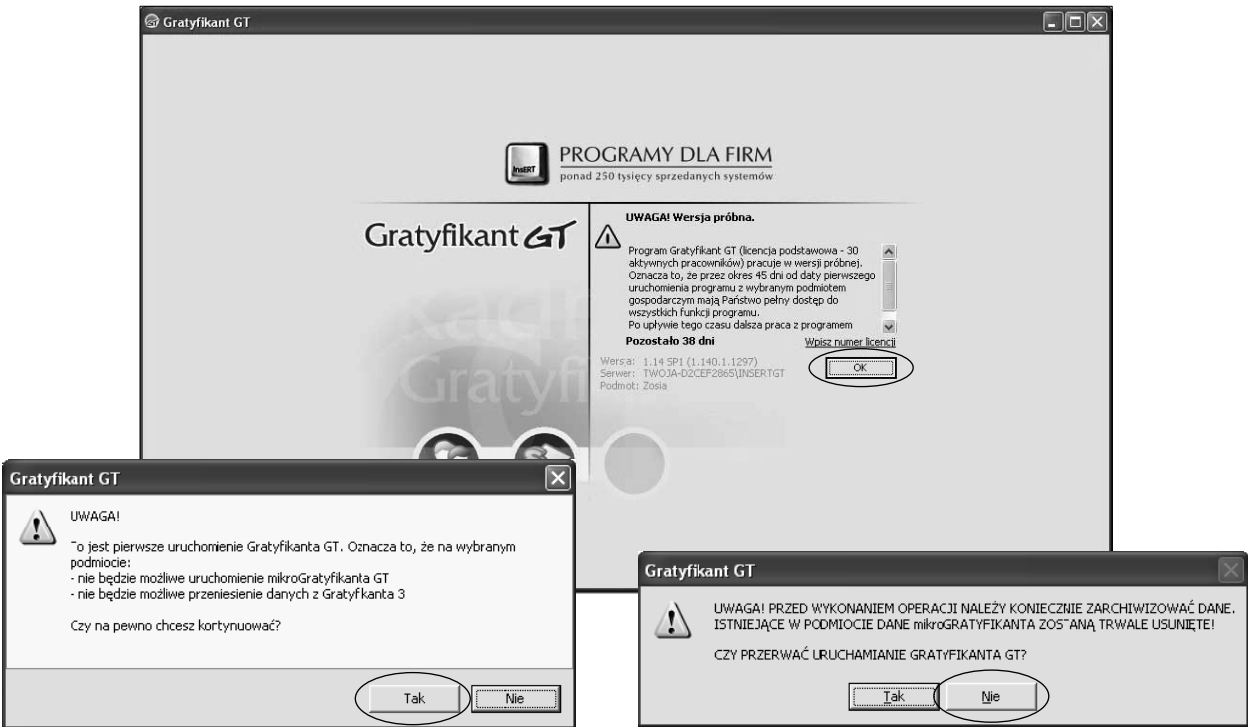 Gratyfikant GT
InsERT
PROGRAMY DLA FIRM
ponad 250 tysięcy sprzedanych systemów
Gratyfikant GT
UWAGA! Wersja próbna.
Program Gratyfikant GT (licencja podstawowa - 30
aktywnych pracowników) pracuje w wersji próbnej.
Oznacza to, że przez okres 45 dni od daty pierwszego
uruchomienia programu z wybranym podmiotem
gospodarczym mają Państwo pełny dostęp do
wszystkich funkcji programu.
Po upływie tego czasu dalsza praca z programem
Pozostało 38 dni
Wpisz numer licencji
Wersja: 1.14 SP1 (1.140.1.1297)
Serwer: TWOJA-D2CEF2865\INSERTGT
Podmiot: Zosia
OK
Gratyfikant GT
UWAGA!
To jest pierwsze uruchomienie Gratyfikanta GT. Oznacza to, że na wybranym
podmiocie:
- nie będzie możliwe uruchomienie mikroGratyfikanta GT
- nie będzie możliwe przeniesienie danych z Gratyfikanta 3
Czy na pewno chcesz kontynuować?
Tak
Nie
Gratyfikant GT
UWAGA! PRZED WYKONANIEM OPERACJI NALEŻY KONIECZNIE ZARCHIWIZOWAĆ DANE.
ISTNIEJĄCE W PODMIOCIE DANE mikroGRATYFIKANTA ZOSTANĄ TRWALE USUNIĘTE!
CZY PRZERWAĆ URUCHAMIANIE GRATYFIKANTA GT?
Tak
Nie